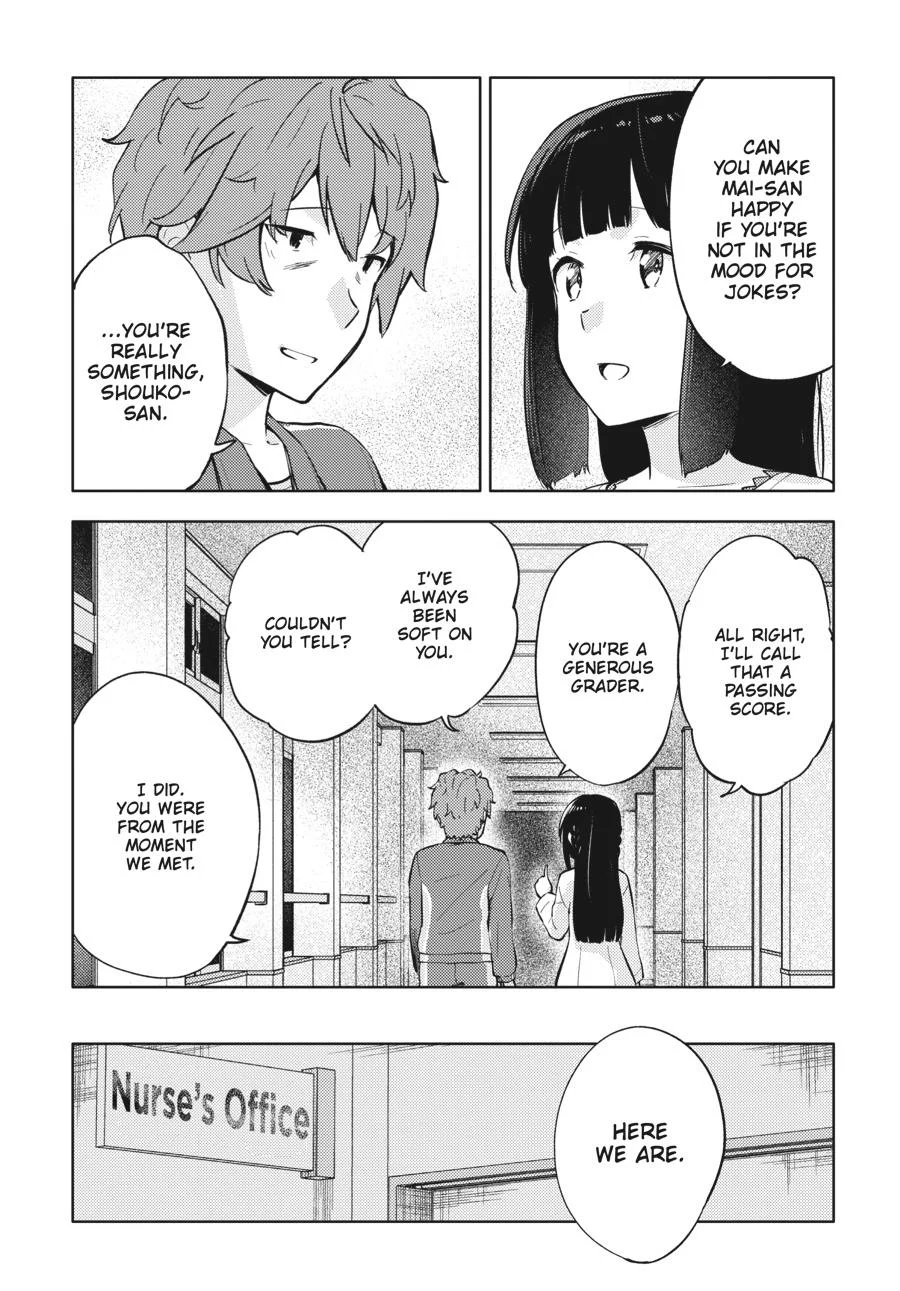 CAN
YOU MAKE
MAI-SAN
HAPPY
IF YOU'RE
NOT IN THE
MOOD FOR
JOKES?
...YOU'RE
REALLY
SOMETHING,
SHOUKO-
SAN.
ALL RIGHT,
I'LL CALL
THAT A
PASSING
SCORE.
YOU'RE A
GENEROUS
GRADER.
I'VE
ALWAYS
BEEN
SOFT ON
YOU.
COULDN'T
YOU TELL?
I DID.
YOU WERE
FROM THE
MOMENT
WE MET.
HERE
WE ARE.
Nurse's Office